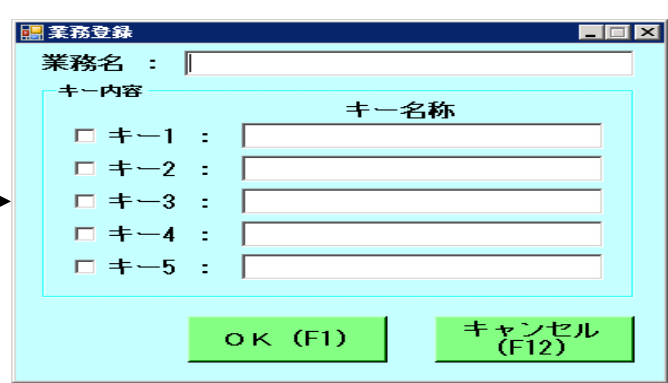 業務登録
業務名 :
キー内容
キー名称
キー1 :
キー2 :
キー3 :
キー4 :
キー5 :
OK (F1)
キャンセル
(F12)